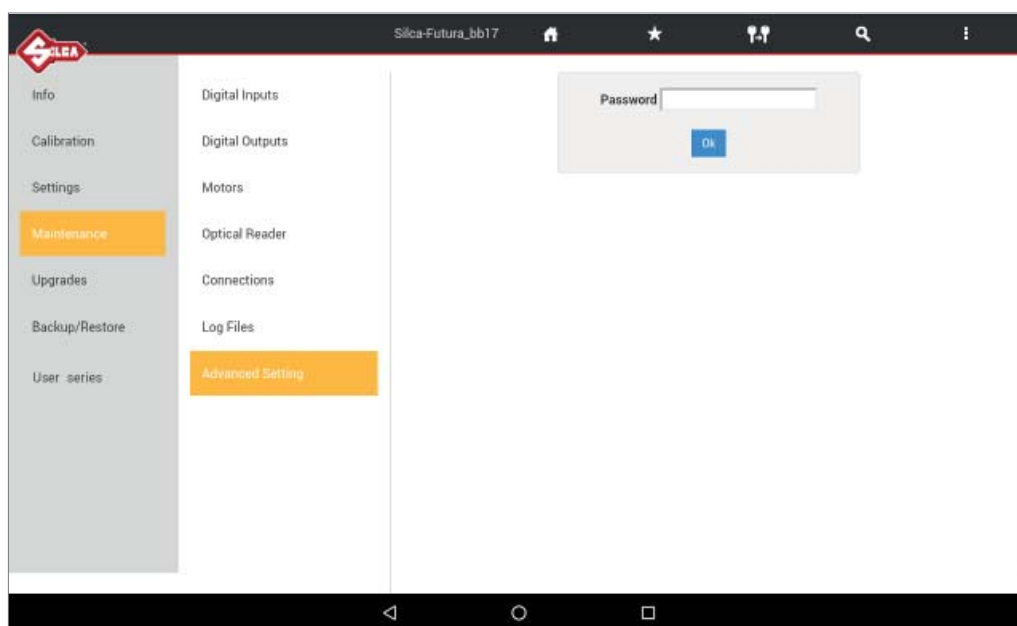 SILCA
Silca-Futura_bb17
Info
Calibration
Settings
Maintenance
Upgrades
Backup/Restore
User series
Digital Inputs
Digital Outputs
Motors
Optical Reader
Connections
Log Files
Advanced Setting
Password
Ok